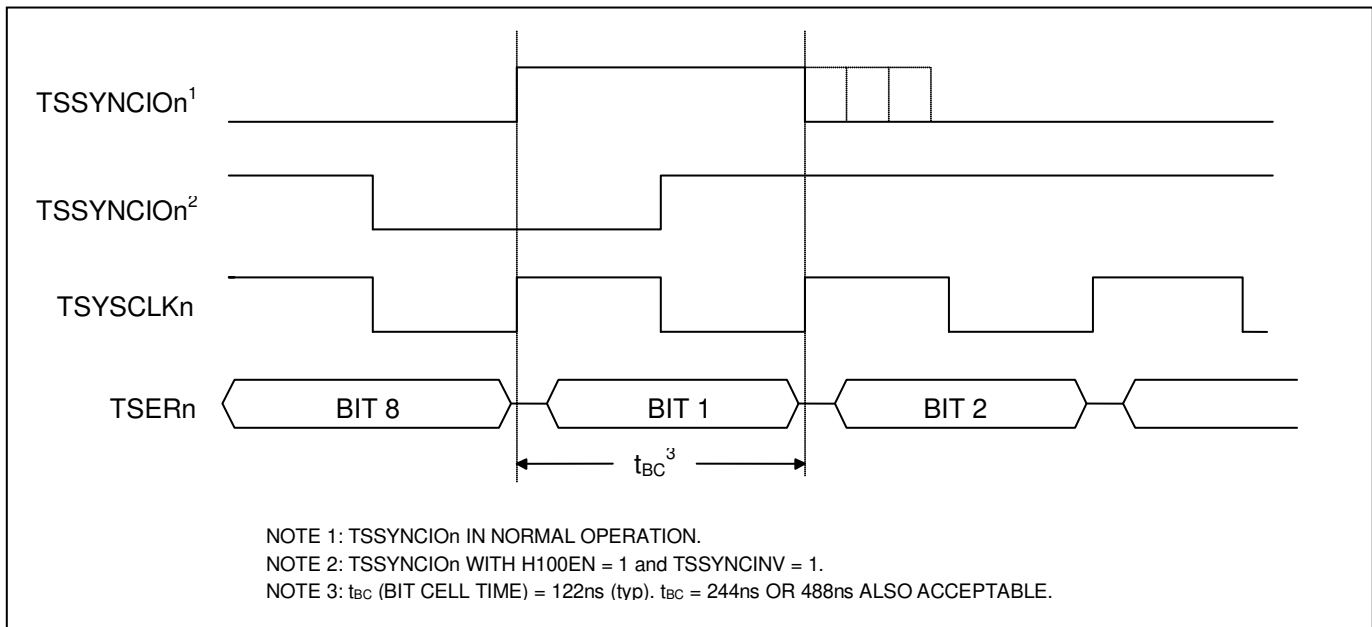 TSSYNCIOn1
TSSYNCIOn2
TSYSCLKn
TSERn
BIT 8
BIT 1
BIT 2
tBC3
NOTE 1: TSSYNCIOn IN NORMAL OPERATION.
NOTE 2: TSSYNCIOn WITH H100EN = 1 and TSSYNCINV = 1.
NOTE 3: tBC (BIT CELL TIME) = 122ns (typ). tBC = 244ns OR 488ns ALSO ACCEPTABLE.